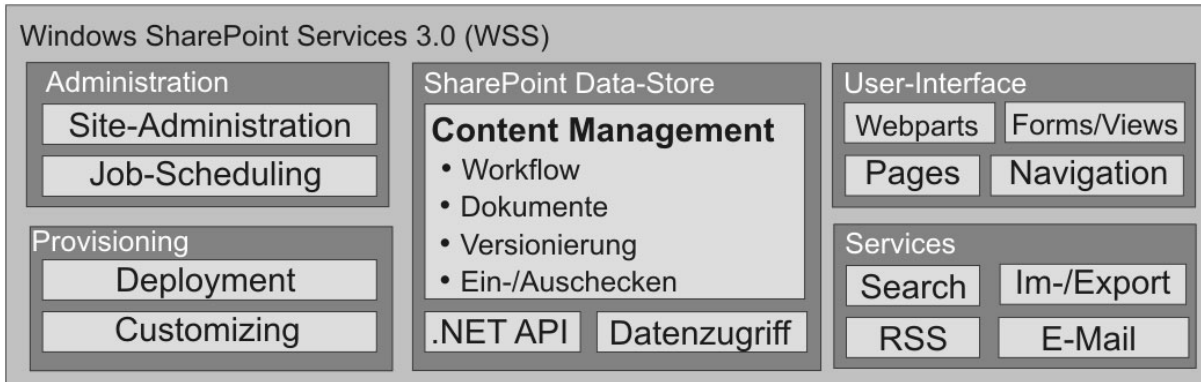 Windows SharePoint Services 3.0 (WSS)
Administration
Site-Administration
Job-Scheduling
Provisioning
Deployment
Customizing
SharePoint Data-Store
Content Management
• Workflow
• Dokumente
• Versionierung
• Ein-/Auschecken
.NET API
Datenzugriff
User-Interface
Webparts
Forms/Views
Pages
Navigation
Services
Search
Im-/Export
RSS
E-Mail